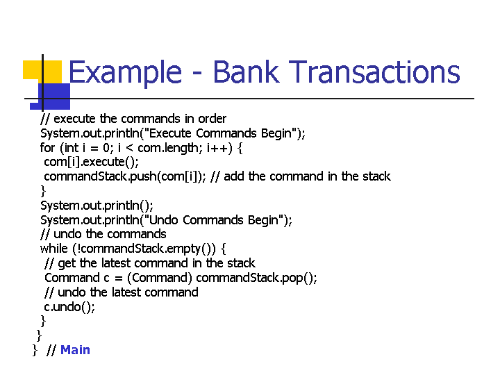 Example - Bank Transactions
// execute the commands in order
System.out.println("Execute Commands Begin");
for (int i = 0; i < com.length; i++) {
com[i].execute();
commandStack.push(com[i]); // add the command in the stack
}
System.out.println();
System.out.println("Undo Commands Begin");
// undo the commands
while (!commandStack.empty()) {
// get the latest command in the stack
Command c = (Command) commandStack.pop();
// undo the latest command
c.undo();
}
}
} // Main